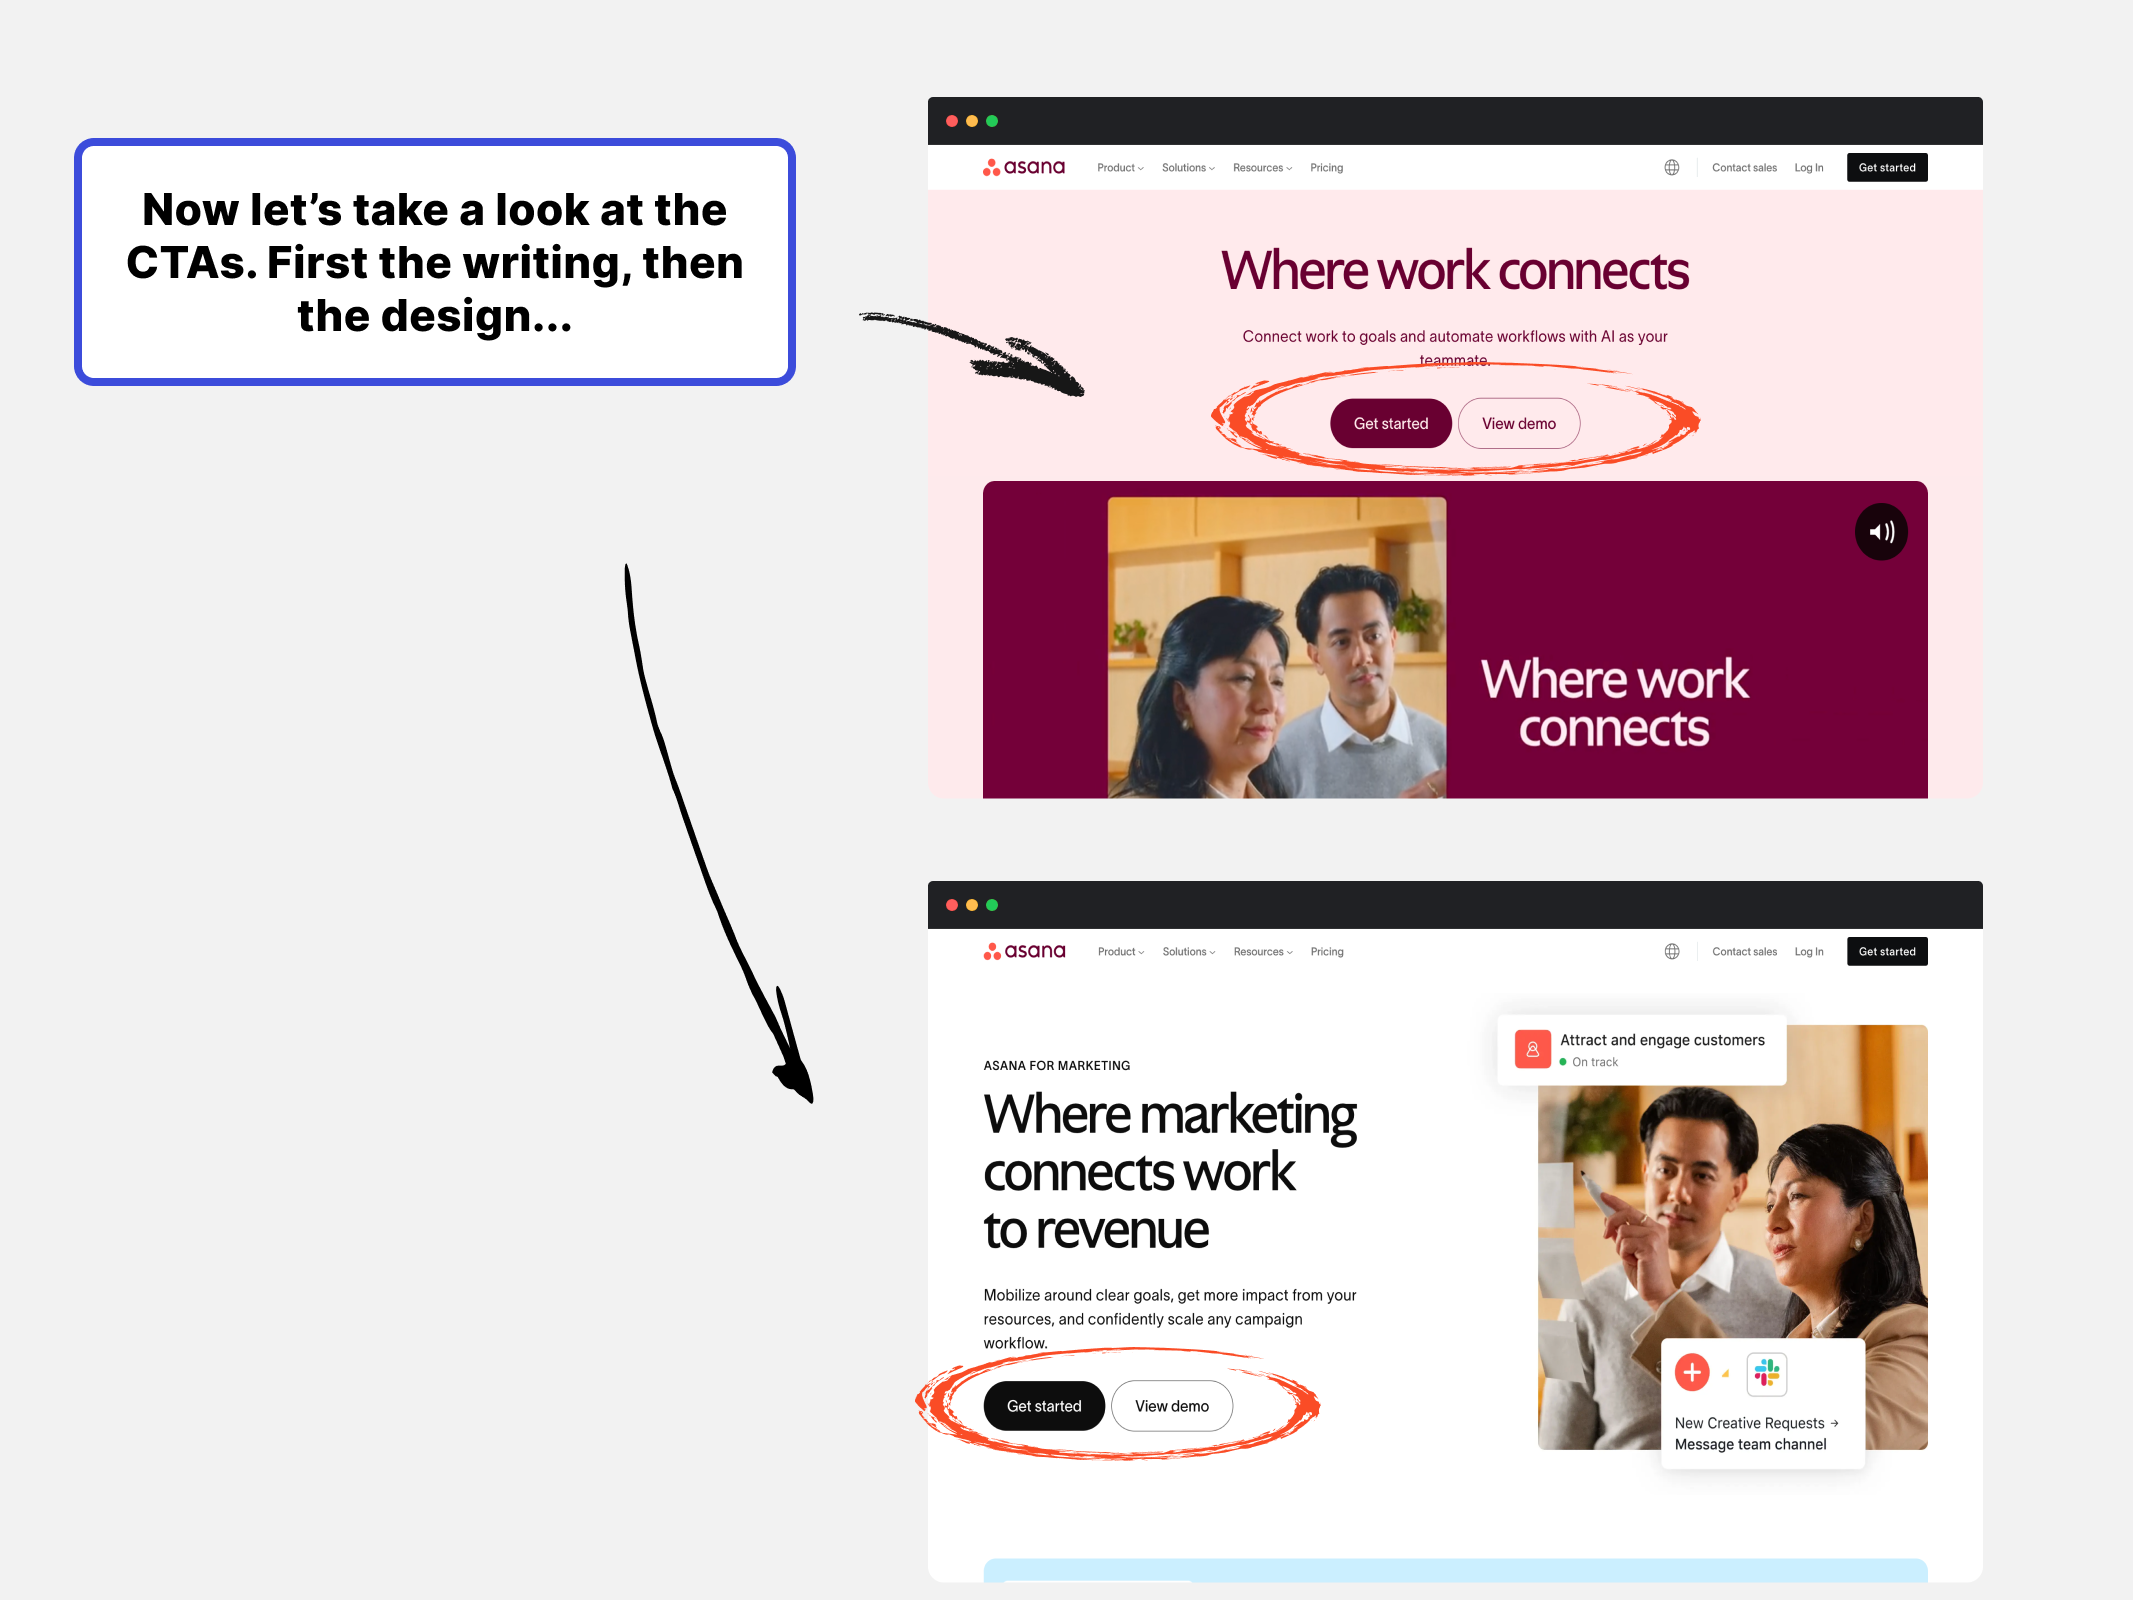 Now let’s take a look at the
CTAs. First the writing, then
the design...
asana
Product
Solutions
Resources
Pricing
Contact sales
Log In
Get started
Where work connects
Connect work to goals and automate workflows with AI as your
teammate.
Get started
View demo
Where work
connects
asana
Product
Solutions
Resources
Pricing
Contact sales
Log In
Get started
ASANA FOR MARKETING
Where marketing
connects work
to revenue
Mobilize around clear goals, get more impact from your
resources, and confidently scale any campaign
workflow.
Get started
View demo
Attract and engage customers
On track
New Creative Requests →
Message team channel